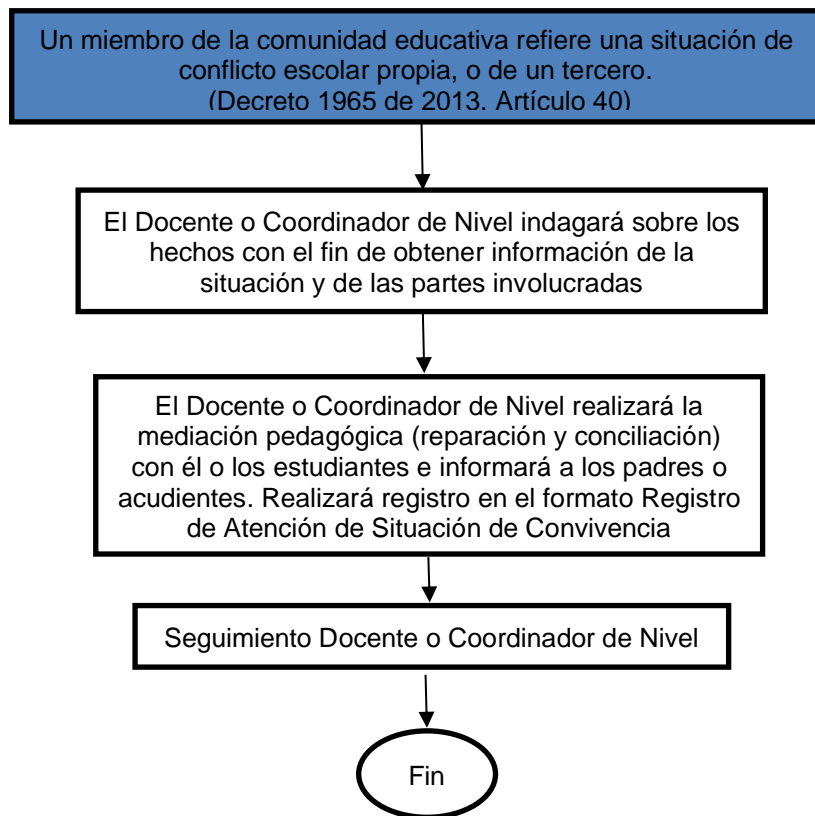 Un miembro de la comunidad educativa refiere una situación de
conflicto escolar propia, o de un tercero.
(Decreto 1965 de 2013. Artículo 40)
El Docente o Coordinador de Nivel indagará sobre los
hechos con el fin de obtener información de la
situación y de las partes involucradas
El Docente o Coordinador de Nivel realizará la
mediación pedagógica (reparación y conciliación)
con él o los estudiantes e informará a los padres o
acudientes. Realizará registro en el formato Registro
de Atención de Situación de Convivencia
Seguimiento Docente o Coordinador de Nivel
Fin